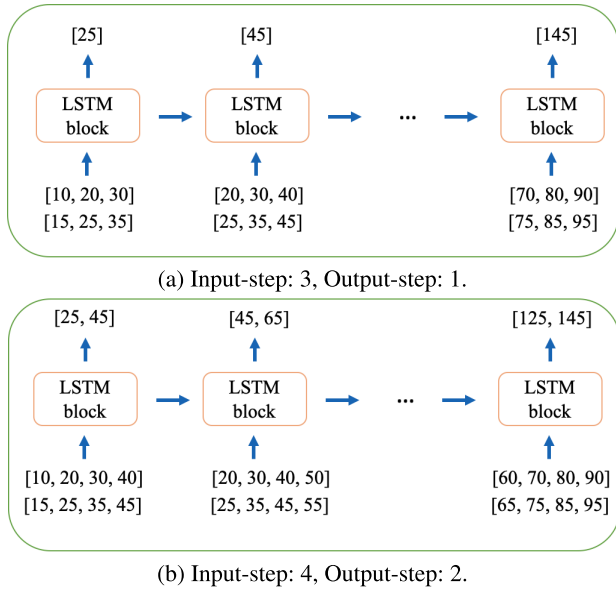 [25] [45] [145]
LSTM block LSTM block ... LSTM block
[10, 20, 30] [20, 30, 40] [70, 80, 90]
[15, 25, 35] [25, 35, 45] [75, 85, 95]
(a) Input-step: 3, Output-step: 1.
[25, 45] [45, 65] [125, 145]
LSTM block LSTM block ... LSTM block
[10, 20, 30, 40] [20, 30, 40, 50] [60, 70, 80, 90]
[15, 25, 35, 45] [25, 35, 45, 55] [65, 75, 85, 95]
(b) Input-step: 4, Output-step: 2.